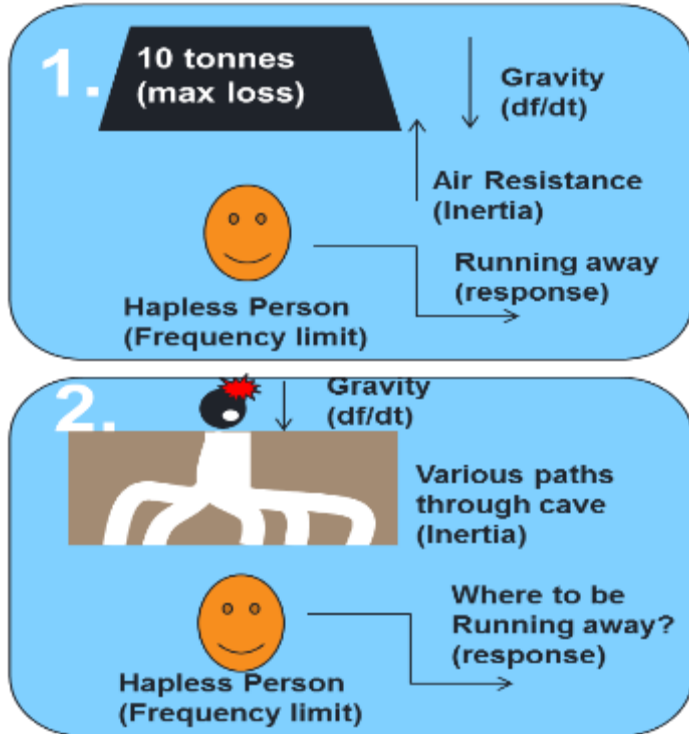 1.
10 tonnes
(max loss)
Gravity
(df/dt)
Air Resistance
(Inertia)
Running away
(response)
Hapless Person
(Frequency limit)
2.
Gravity
(df/dt)
Various paths
through cave
(Inertia)
Where to be
Running away?
(response)
Hapless Person
(Frequency limit)